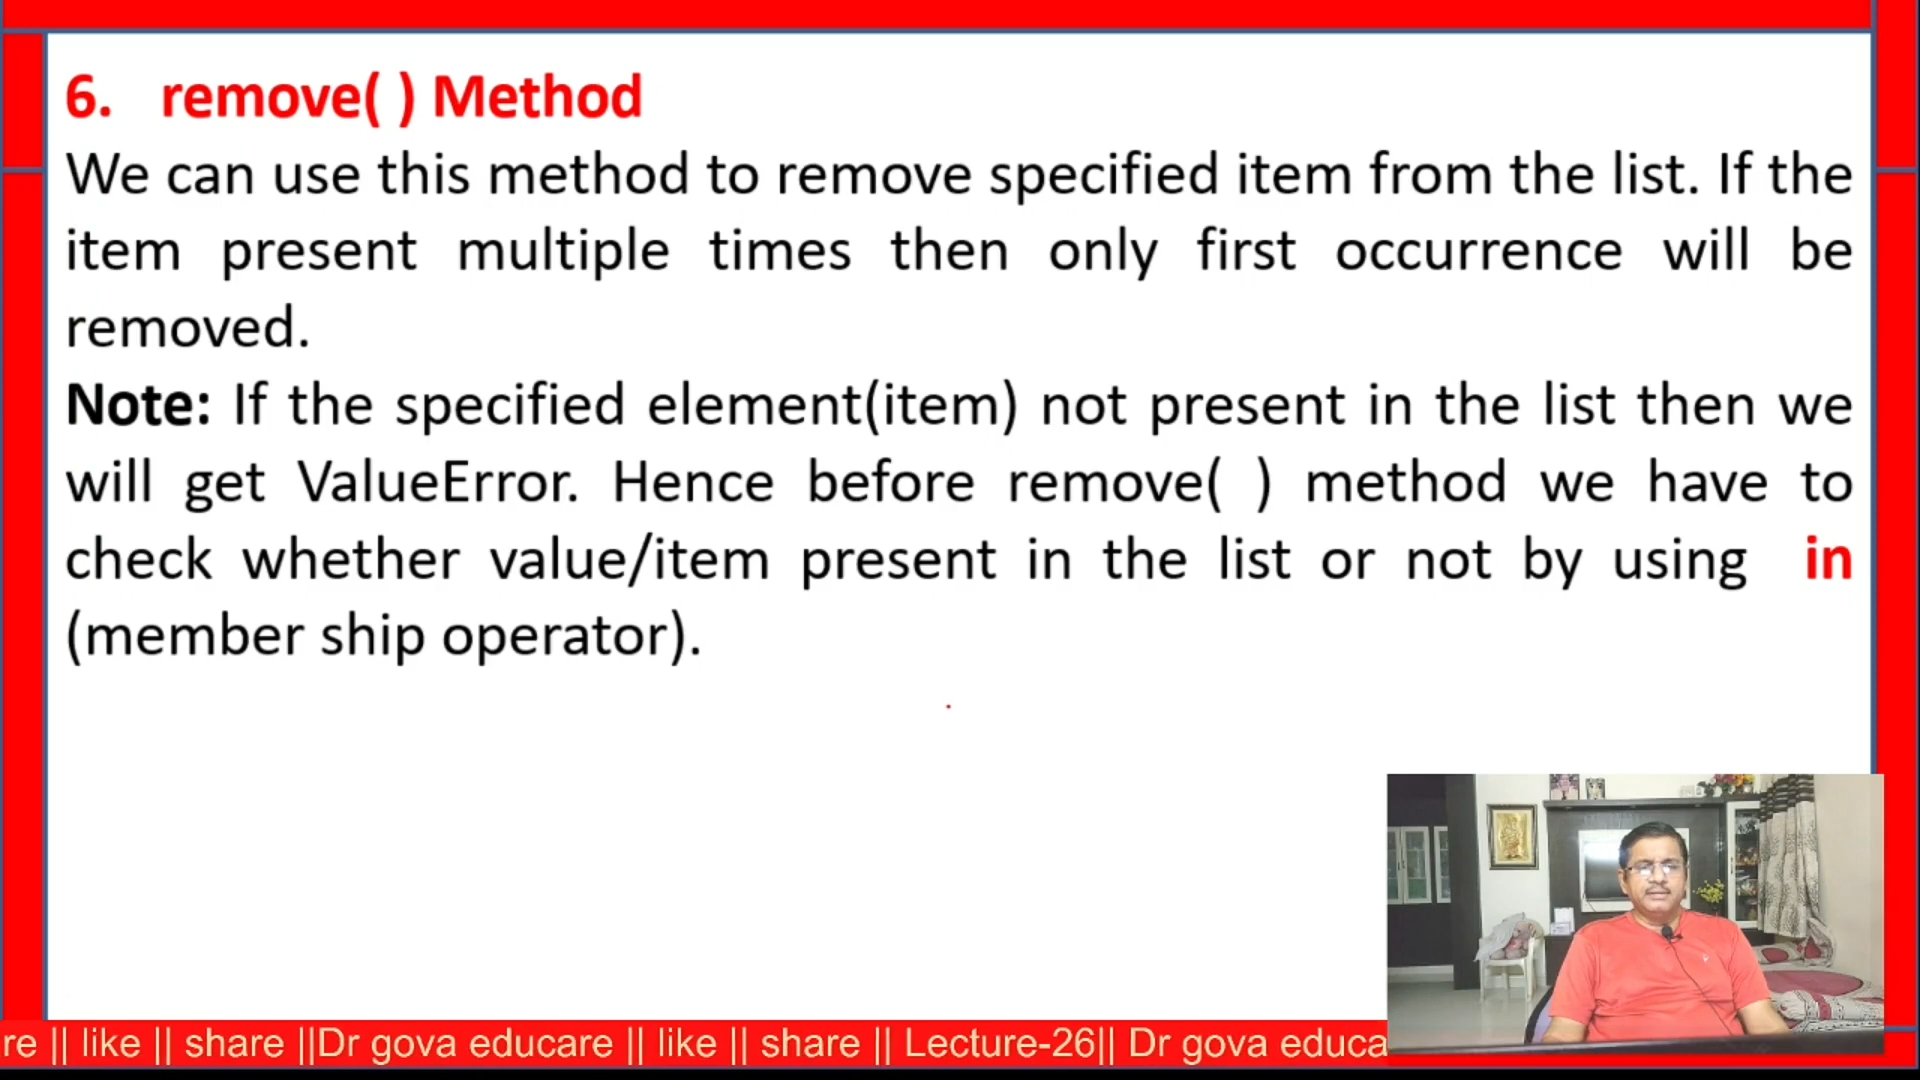 6. remove( ) Method
We can use this method to remove specified item from the list. If the
item present multiple times then only first occurrence will be
removed.
Note: If the specified element(item) not present in the list then we
will get ValueError. Hence before remove( ) method we have to
check whether value/item present in the list or not by using in
(member ship operator).
re || like || share ||Dr gova educare || like || share || Lecture-26|| Dr gova educa